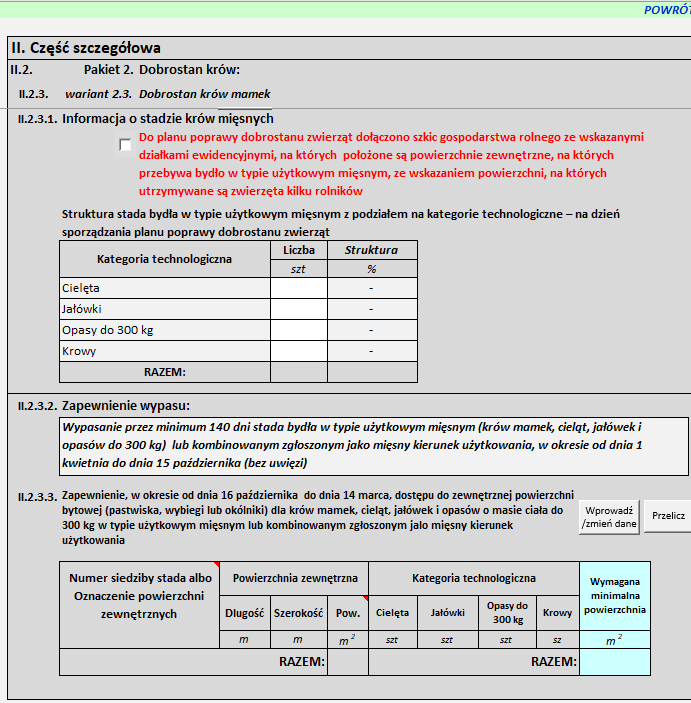 POWRÓT
II. Część szczegółowa
II.2. Pakiet 2. Dobrostan krów:
II.2.3. wariant 2.3. Dobrostan krów mamek
II.2.3.1. Informacja o stadzie krów mięsnych
Do planu poprawy dobrostanu zwierząt dołączono szkic gospodarstwa rolnego ze wskazanymi
działkami ewidencyjnymi, na których położone są powierzchnie zewnętrzne, na których
przebywa bydło w typie użytkowym mięsnym, ze wskazaniem powierzchni, na których
utrzymywane są zwierzęta kilku rolników
Struktura stada bydła w typie użytkowym mięsnym z podziałem na kategorie technologiczne – na dzień
sporządzania planu poprawy dobrostanu zwierząt
Kategoria technologiczna Liczba Struktura
szt %
Cielęta -
Jałówki -
Opasy do 300 kg -
Krowy -
RAZEM:
II.2.3.2. Zapewnienie wypasu:
Wypasanie przez minimum 140 dni stada bydła w typie użytkowym mięsnym (krów mamek, cieląt, jałówek i
opasów do 300 kg) lub kombinowanym zgłoszonym jako mięsny kierunek użytkowania, w okresie od dnia 1
kwietnia do dnia 15 października (bez uwięzi)
II.2.3.3. Zapewnienie, w okresie od dnia 16 października do dnia 14 marca, dostępu do zewnętrznej powierzchni
bytowej (pastwiska, wybiegi lub okólniki) dla krów mamek, cieląt, jałówek i opasów o masie ciała do
300 kg w typie użytkowym mięsnym lub kombinowanym zgłoszonym jalo mięsny kierunek
użytkowania
Wprowadź
/zmień dane
Przelicz
Numer siedziby stada albo
Oznaczenie powierzchni
zewnętrznych
Powierzchnia zewnętrzna Kategoria technologiczna
Wymagana
minimalna
powierzchnia
Długość Szerokość Pow. Cielęta Jałówki Opasy do
300 kg Krowy
m m m² szt szt szt sz m²
RAZEM: RAZEM: